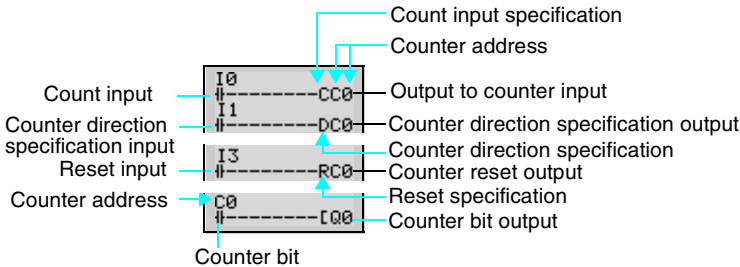 Count input specification
Counter address
I0
Count input
CC0
Output to counter input
I1
Counter direction
specification input
DC0
Counter direction specification output
Counter direction specification
I3
Reset input
RC0
Counter reset output
Reset specification
Counter address
C0
[Q0
Counter bit output
Counter bit